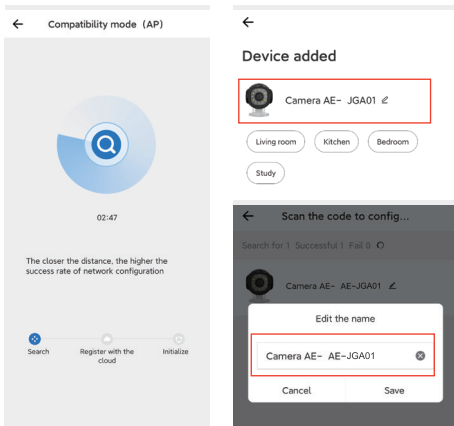 Compatibility mode (AP)
02:47
The closer the distance, the higher the
success rate of network configuration
Search
Register with the
cloud
Initialize
Device added
Camera AE- JGA01
Living room
Kitchen
Bedroom
Study
Scan the code to config...
Search for 1 Successful 1 Fail 0
Camera AE- AE-JGA01
Edit the name
Camera AE- AE-JGA01
Cancel
Save